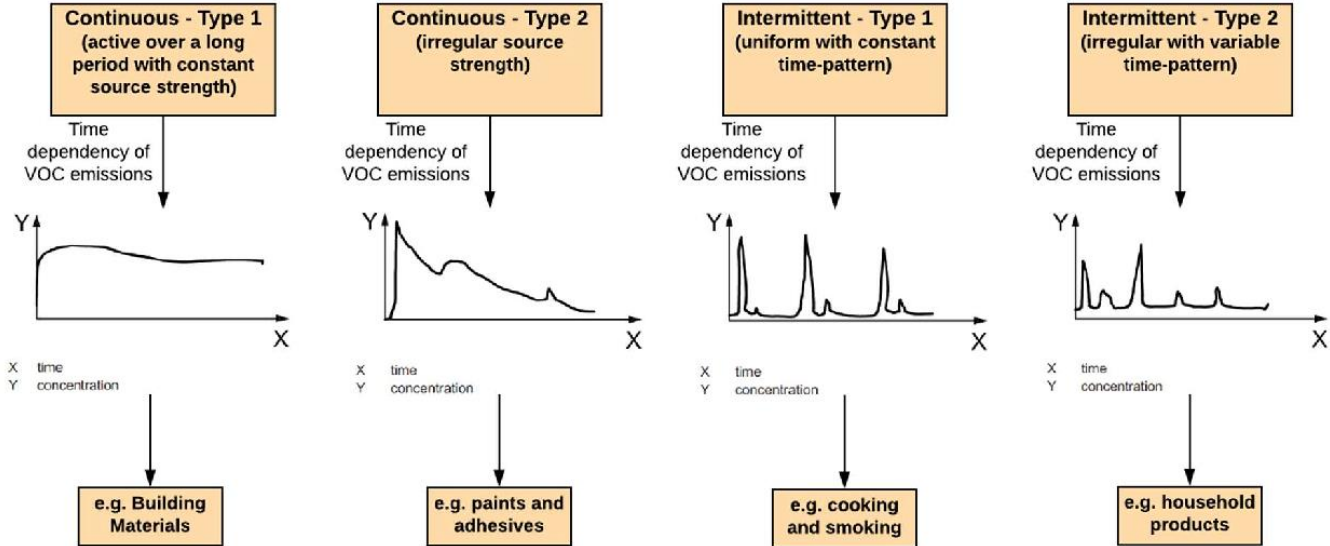 Continuous - Type 1
(active over a long
period with constant
source strength)
Time
dependency of
VOC emissions
Y
X
X time
Y concentration
e.g. Building
Materials
Continuous - Type 2
(irregular source
strength)
Time
dependency of
VOC emissions
Y
X
X time
Y concentration
e.g. paints and
adhesives
Intermittent - Type 1
(uniform with constant
time-pattern)
Time
dependency of
VOC emissions
Y
X
X time
Y concentration
e.g. cooking
and smoking
Intermittent - Type 2
(irregular with variable
time-pattern)
Time
dependency of
VOC emissions
Y
X
X time
Y concentration
e.g. household
products